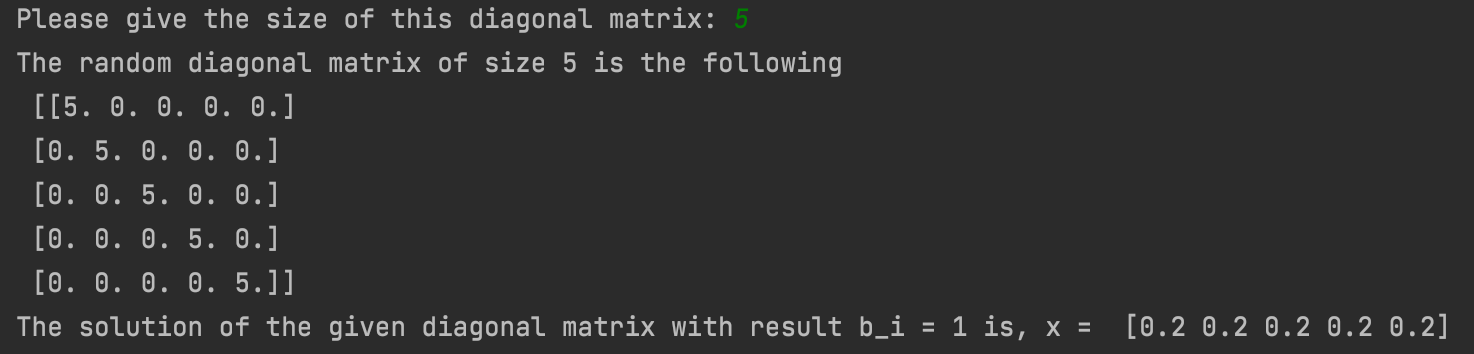 Please give the size of this diagonal matrix: 5
The random diagonal matrix of size 5 is the following
[[5. 0. 0. 0. 0.]
[0. 5. 0. 0. 0.]
[0. 0. 5. 0. 0.]
[0. 0. 0. 5. 0.]
[0. 0. 0. 0. 5.]]
The solution of the given diagonal matrix with result b_i = 1 is, x =  [0.2 0.2 0.2 0.2 0.2]